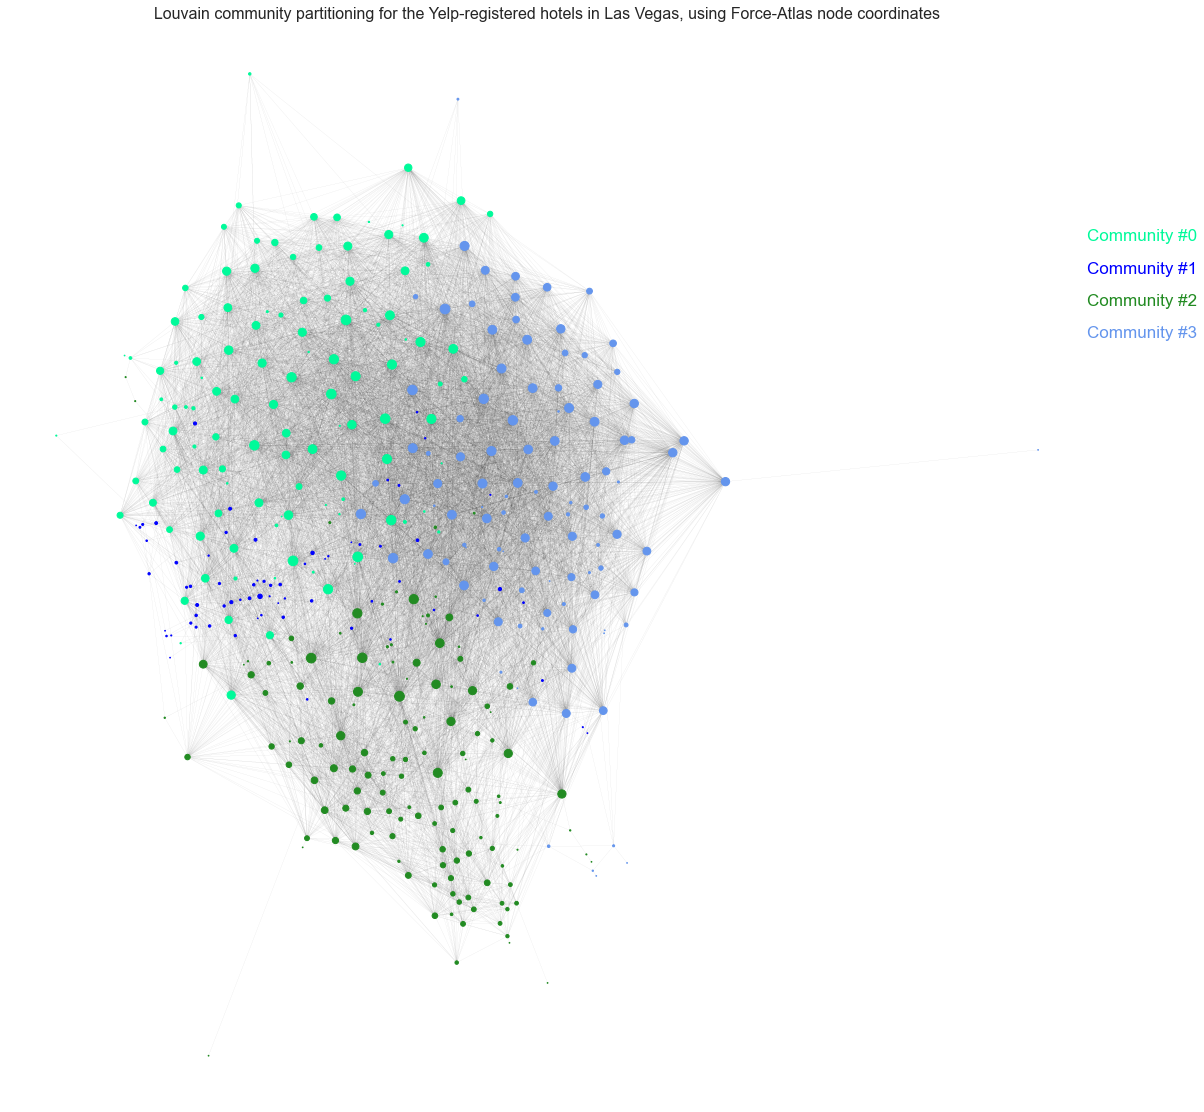 Louvain community partitioning for the Yelp-registered hotels in Las Vegas, using Force-Atlas node coordinates
Community #0
Community #1
Community #2
Community #3